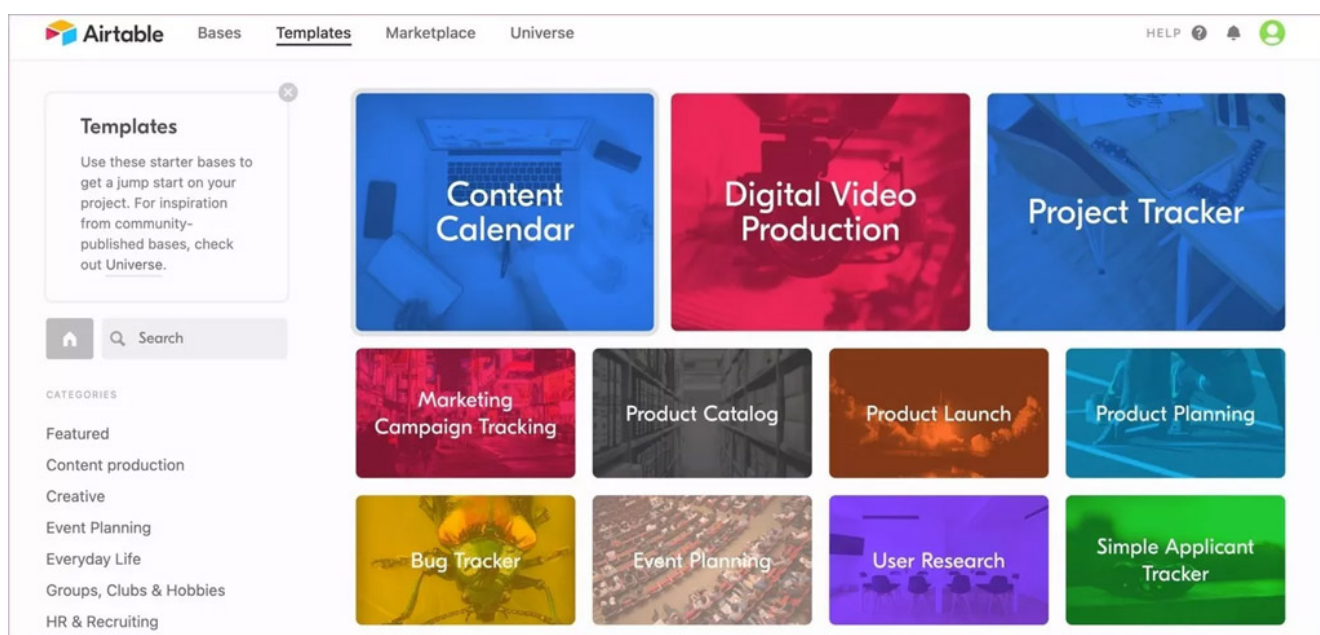 Airtable
Bases
Templates
Marketplace
Universe
HELP
Templates
Use these starter bases to
get a jump start on your
project. For inspiration
from community-
published bases, check
out Universe.
Search
CATEGORIES
Featured
Content production
Creative
Event Planning
Everyday Life
Groups, Clubs & Hobbies
HR & Recruiting
Content
Calendar
Digital Video
Production
Project Tracker
Marketing
Campaign Tracking
Product Catalog
Product Launch
Product Planning
Bug Tracker
Event Planning
User Research
Simple Applicant
Tracker